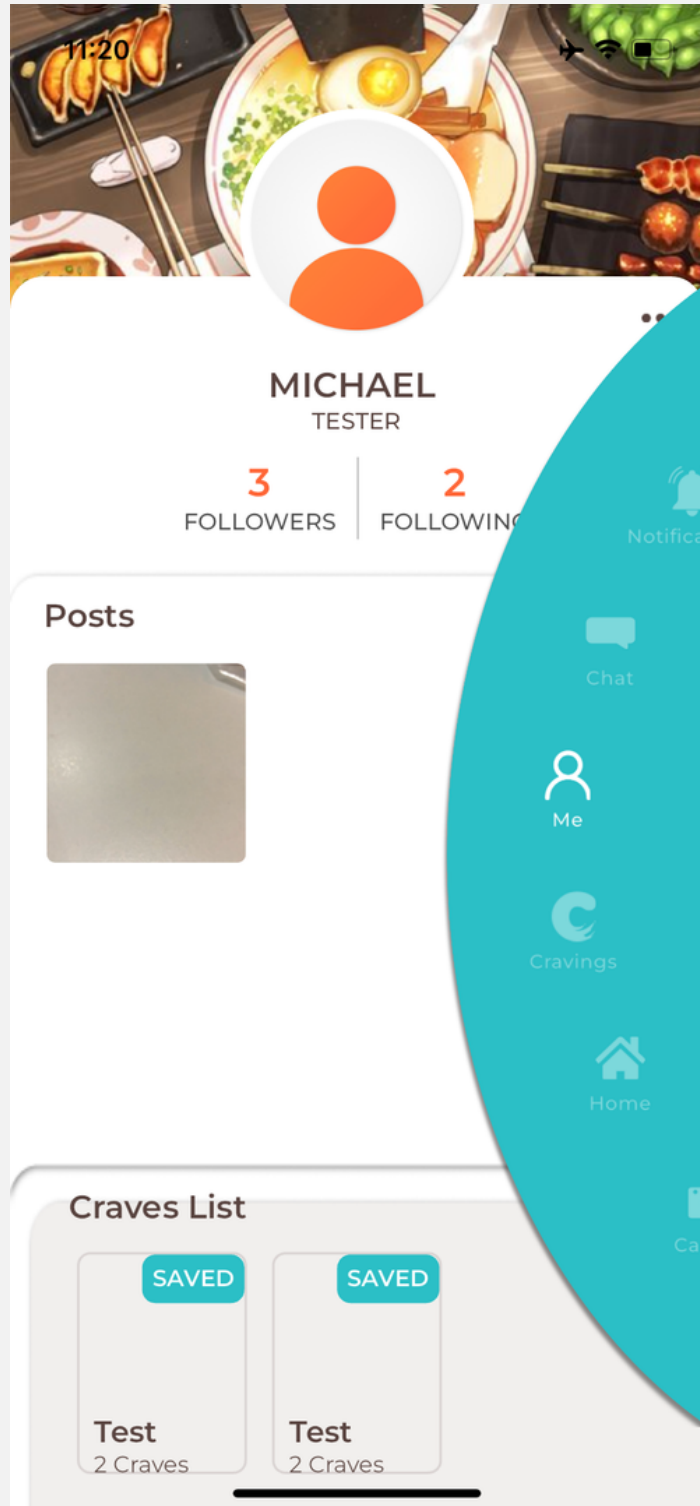 11:20
MICHAEL
TESTER
3
FOLLOWERS
2
FOLLOWING
Chat
Me
Cravings
Home
Posts
Craves List
SAVED
SAVED
Test
2 Craves
Test
2 Craves